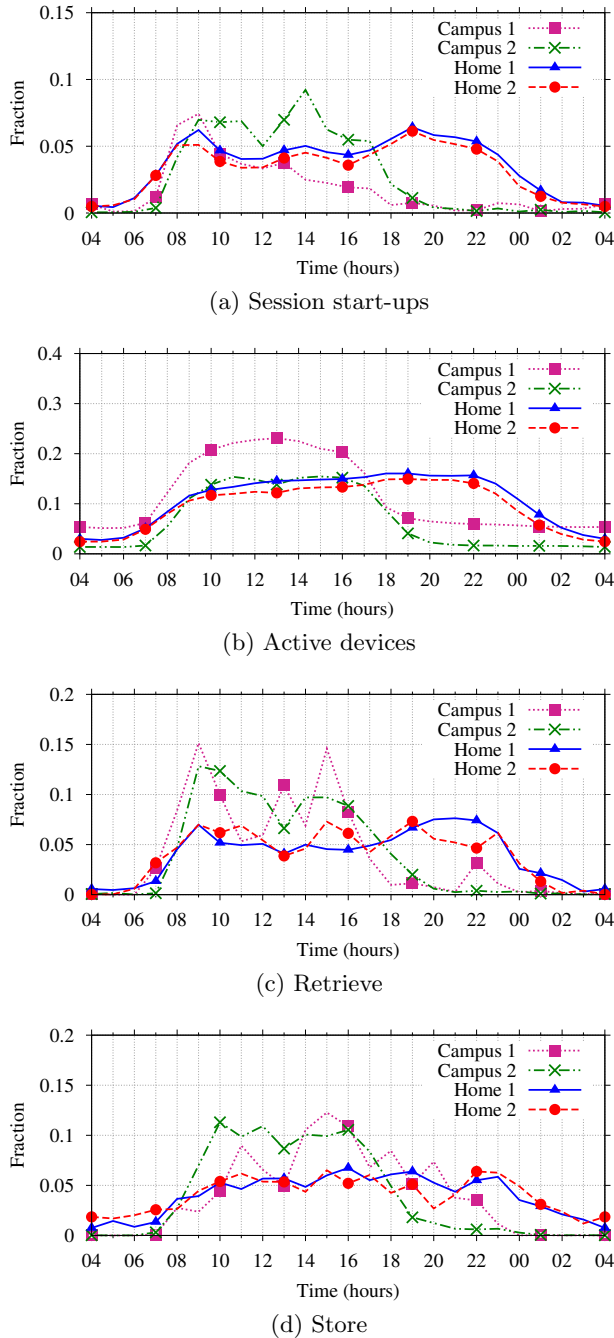 0.15
0.1
0.05
0
Fraction
Campus 1
Campus 2
Home 1
Home 2
04 06 08 10 12 14 16 18 20 22 00 02 04
Time (hours)
(a) Session start-ups
0.4
0.3
0.2
0.1
0
Fraction
Campus 1
Campus 2
Home 1
Home 2
04 06 08 10 12 14 16 18 20 22 00 02 04
Time (hours)
(b) Active devices
0.2
0.15
0.1
0.05
0
Fraction
Campus 1
Campus 2
Home 1
Home 2
04 06 08 10 12 14 16 18 20 22 00 02 04
Time (hours)
(c) Retrieve
0.2
0.15
0.1
0.05
0
Fraction
Campus 1
Campus 2
Home 1
Home 2
04 06 08 10 12 14 16 18 20 22 00 02 04
Time (hours)
(d) Store